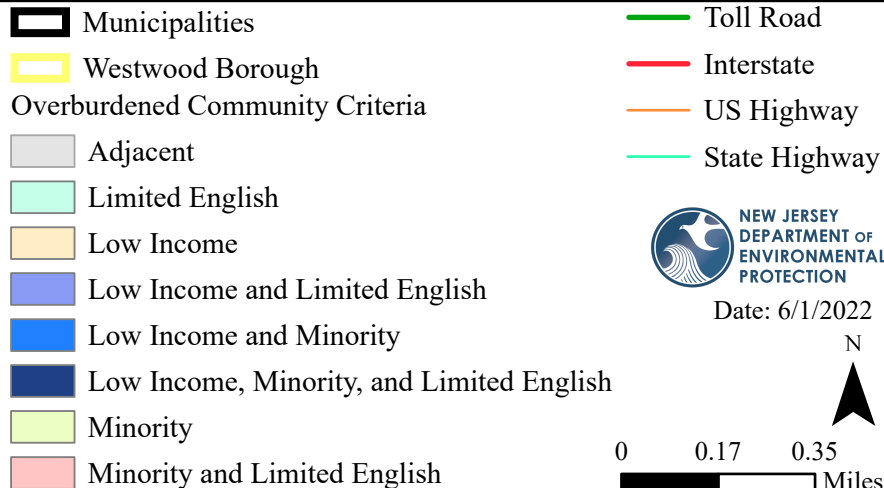 Municipalities
Westwood Borough
Overburdened Community Criteria
Adjacent
Limited English
Low Income
Low Income and Limited English
Low Income and Minority
Low Income, Minority, and Limited English
Minority
Minority and Limited English
Toll Road
Interstate
US Highway
State Highway
NEW JERSEY
DEPARTMENT OF
ENVIRONMENTAL
PROTECTION
Date: 6/1/2022
N
0 0.17 0.35
Miles